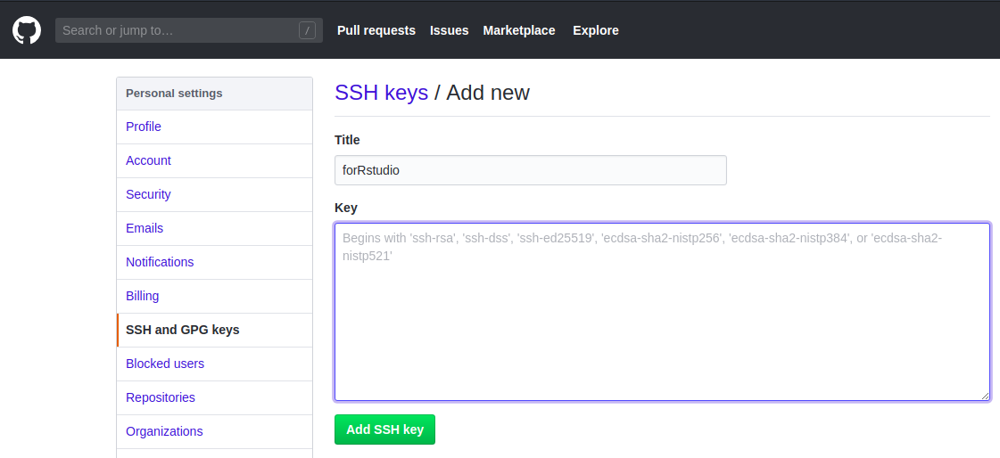 Search or jump to… /
Pull requests Issues Marketplace Explore
Personal settings
Profile
Account
Security
Emails
Notifications
Billing
SSH and GPG keys
Blocked users
Repositories
Organizations
SSH keys / Add new
Title
forRstudio
Key
Begins with 'ssh-rsa', 'ssh-dss', 'ssh-ed25519', 'ecdsa-sha2-nistp256', 'ecdsa-sha2-nistp384', or 'ecdsa-sha2-
nistp521'
Add SSH key